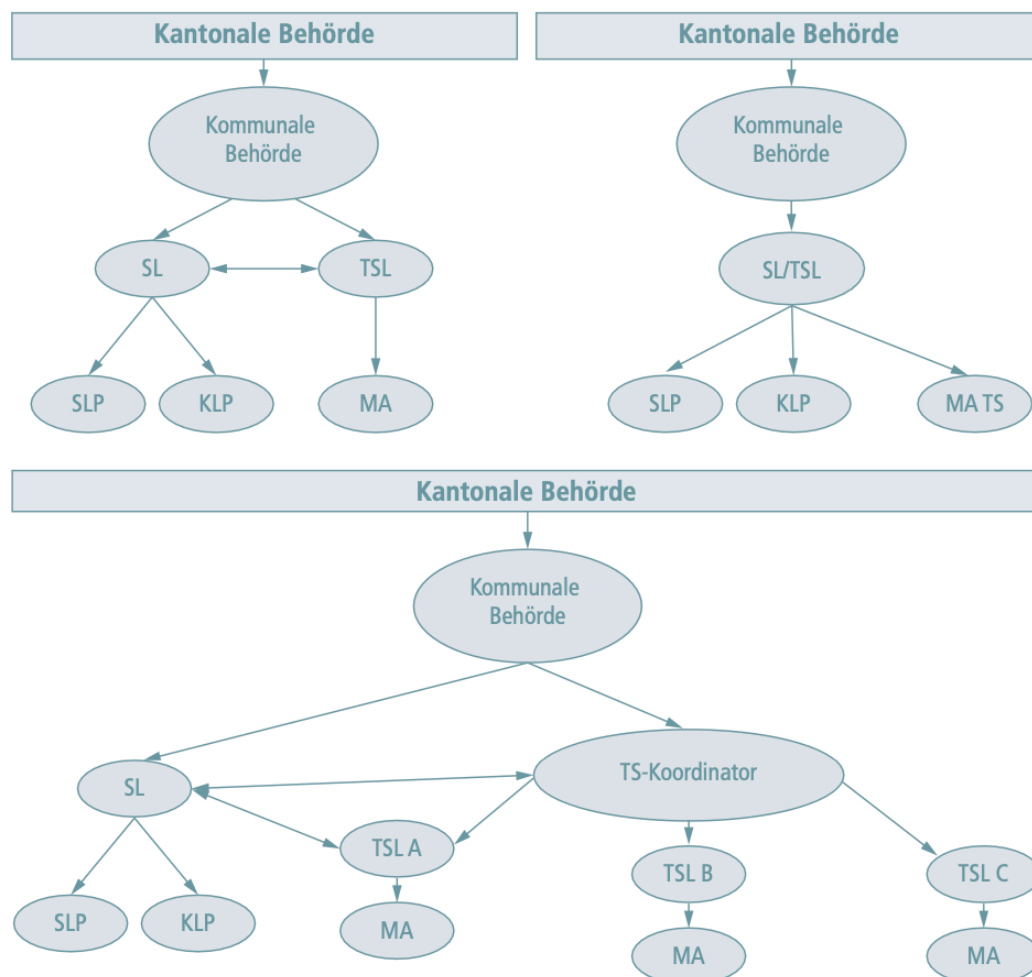 Kantonale Behörde
Kommunale
Behörde
SL
TSL
SLP
KLP
MA
Kantonale Behörde
Kommunale
Behörde
SL/TSL
SLP
KLP
MA TS
Kantonale Behörde
Kommunale
Behörde
SL
TS-Koordinator
TSL A
TSL B
TSL C
SLP
KLP
MA
MA
MA